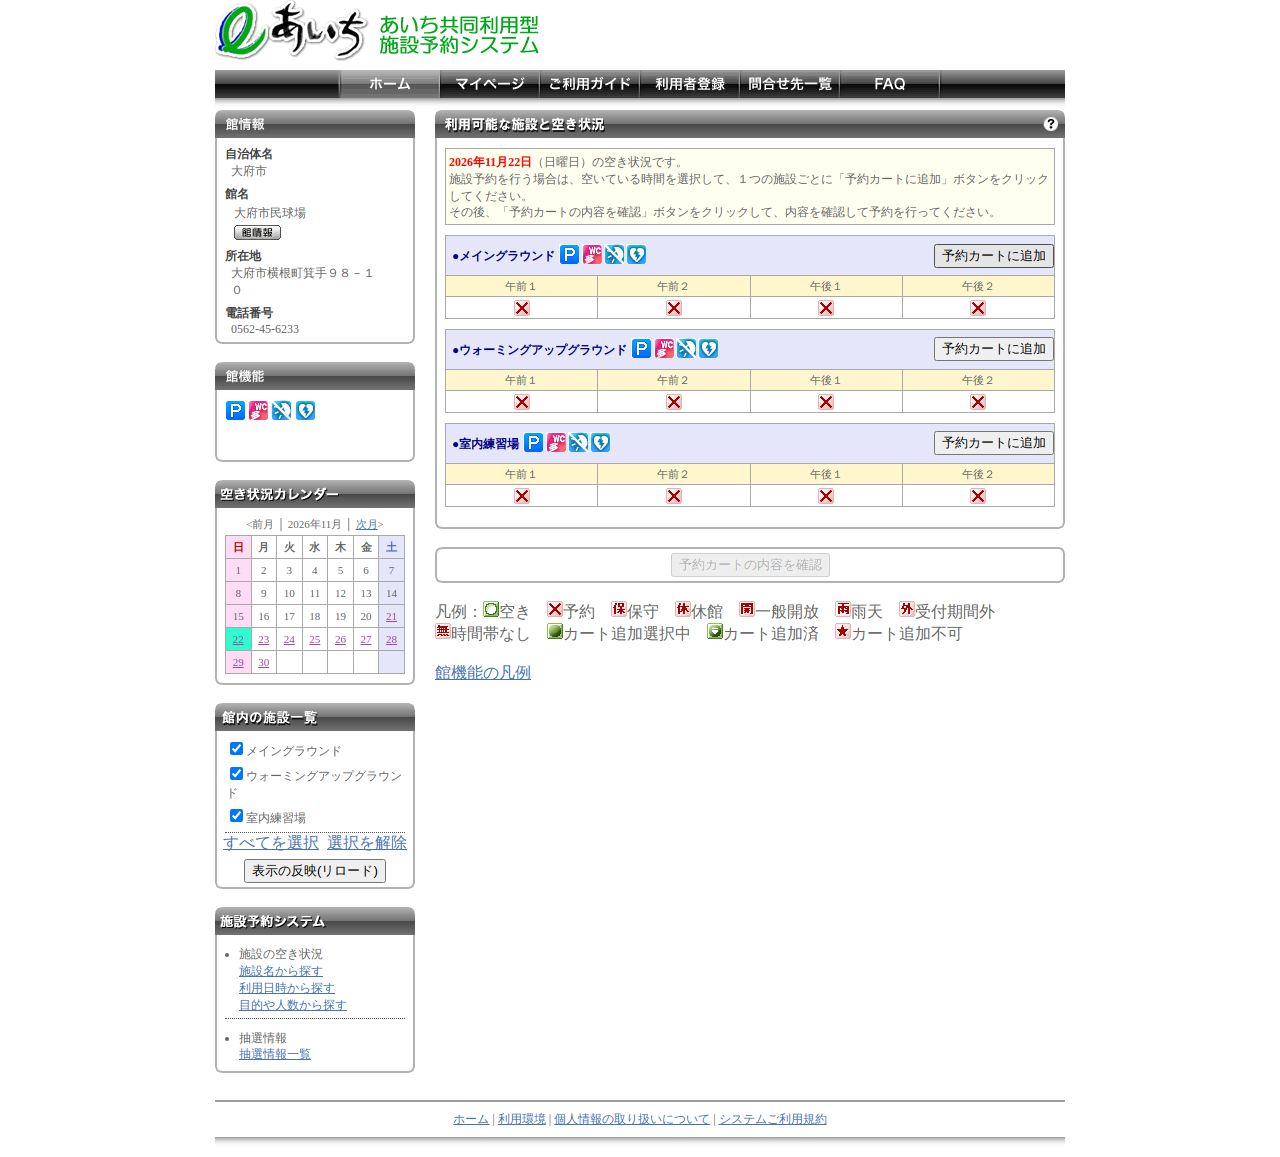 あいち あいち共同利用型
施設予約システム
ホーム マイページ ご利用ガイド 利用者登録 問合せ先一覧 FAQ
館情報
自治体名
大府市
館名
大府市民球場
館情報
所在地
大府市横根町箕手９８－１
０
電話番号
0562-45-6233
館機能
P WC 多
空き状況カレンダー
<前月 │ 2026年11月 │ 次月>
日 月 火 水 木 金 土
1 2 3 4 5 6 7
8 9 10 11 12 13 14
15 16 17 18 19 20 21
22 23 24 25 26 27 28
29 30
館内の施設一覧
メイングラウンド
ウォーミングアップグラウン
ド
室内練習場
すべてを選択 選択を解除
表示の反映(リロード)
施設予約システム
施設の空き状況
施設名から探す
利用日時から探す
目的や人数から探す
抽選情報
抽選情報一覧
利用可能な施設と空き状況 ?
2026年11月22日（日曜日）の空き状況です。
施設予約を行う場合は、空いている時間を選択して、１つの施設ごとに「予約カートに追加」ボタンをクリック
してください。
その後、「予約カートの内容を確認」ボタンをクリックして、内容を確認して予約を行ってください。
●メイングラウンド P WC 多 予約カートに追加
午前１ 午前２ 午後１ 午後２
●ウォーミングアップグラウンド P WC 多 予約カートに追加
午前１ 午前２ 午後１ 午後２
●室内練習場 P WC 多 予約カートに追加
午前１ 午前２ 午後１ 午後２
予約カートの内容を確認
凡例：空き 予約 保保守 休休館 開一般開放 雨雨天 外受付期間外
無時間帯なし カート追加選択中 カート追加済 カート追加不可
館機能の凡例
ホーム | 利用環境 | 個人情報の取り扱いについて | システムご利用規約